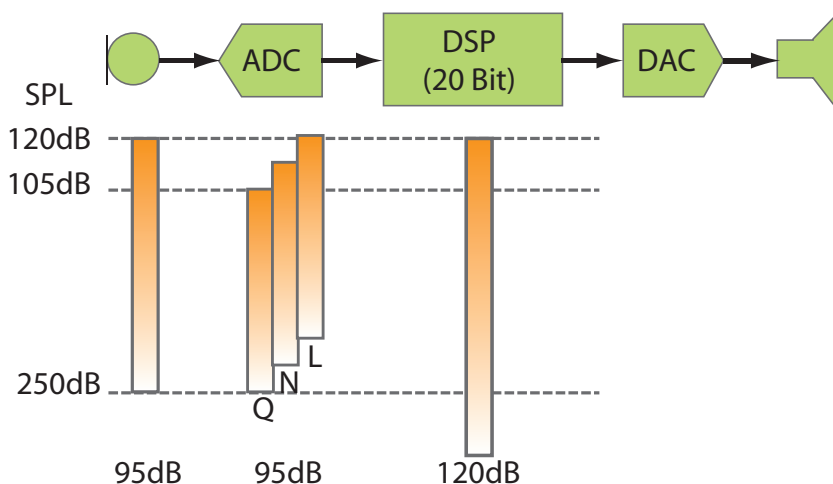 ADC
DSP
(20 Bit)
DAC
SPL
120dB
105dB
250dB
Q
N
L
95dB
95dB
120dB